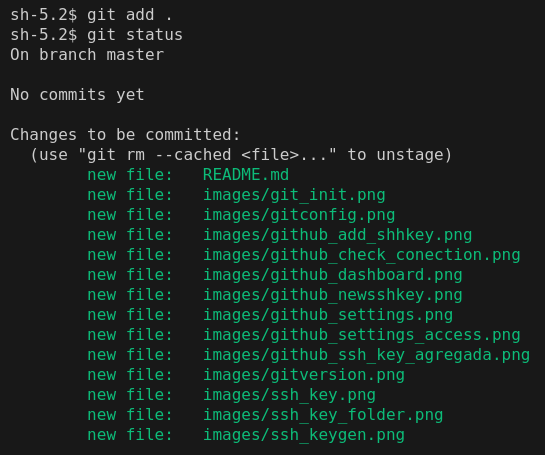 sh-5.2$ git add .
sh-5.2$ git status
On branch master

No commits yet

Changes to be committed:
  (use "git rm --cached <file>..." to unstage)
        new file:   README.md
        new file:   images/git_init.png
        new file:   images/gitconfig.png
        new file:   images/github_add_shhkey.png
        new file:   images/github_check_conection.png
        new file:   images/github_dashboard.png
        new file:   images/github_newsshkey.png
        new file:   images/github_settings.png
        new file:   images/github_settings_access.png
        new file:   images/github_ssh_key_agregada.png
        new file:   images/gitversion.png
        new file:   images/ssh_key.png
        new file:   images/ssh_key_folder.png
        new file:   images/ssh_keygen.png